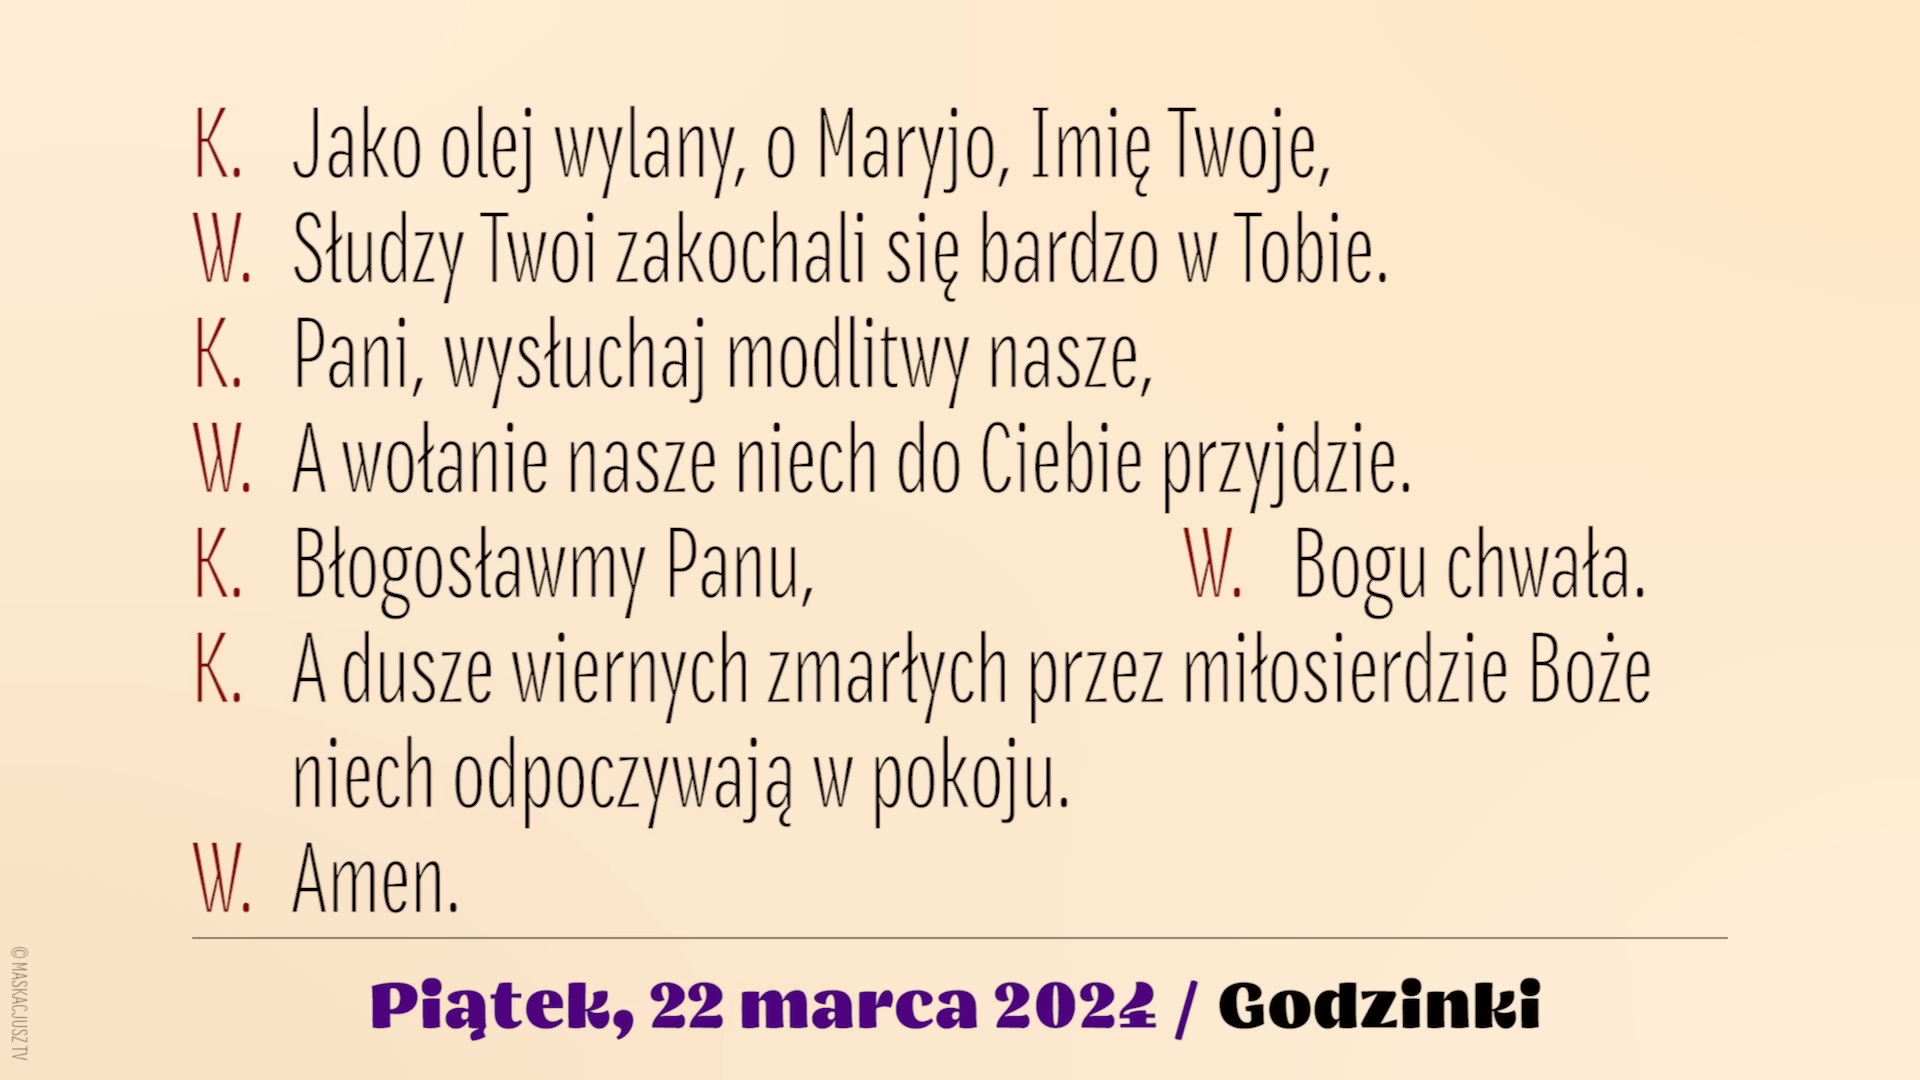 K. Jako olej wylany, o Maryjo, Imię Twoje,
W. Słudzy Twoi zakochali się bardzo w Tobie.
K. Pani, wysłuchaj modlitwy nasze,
W. A wołanie nasze niech do Ciebie przyjdzie.
K. Błogosławmy Panu, W. Bogu chwała.
K. A dusze wiernych zmarłych przez miłosierdzie Boże
niech odpoczywają w pokoju.
W. Amen.
Piątek, 22 marca 2024 / Godzinki
© MASKACJUSZ TV